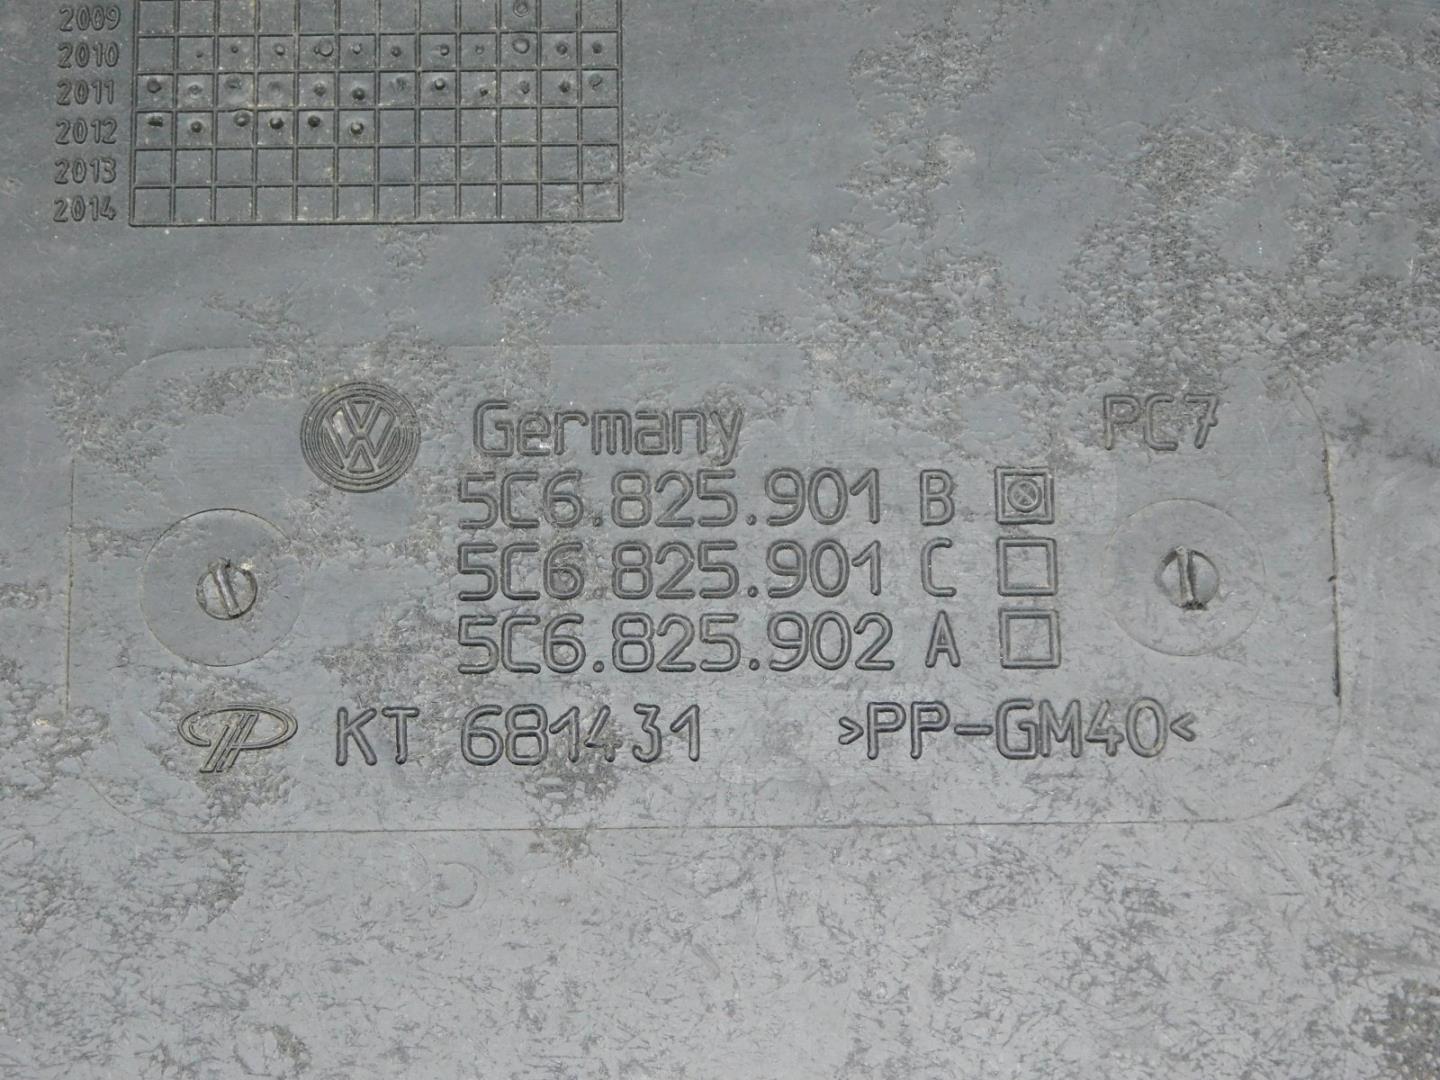 2009
2010
2011
2012
2013
2014
Germany PC7
5C6.825.901 B
5C6.825.901 C
5C6.825.902 A
KT 681431 >PP-GM40<